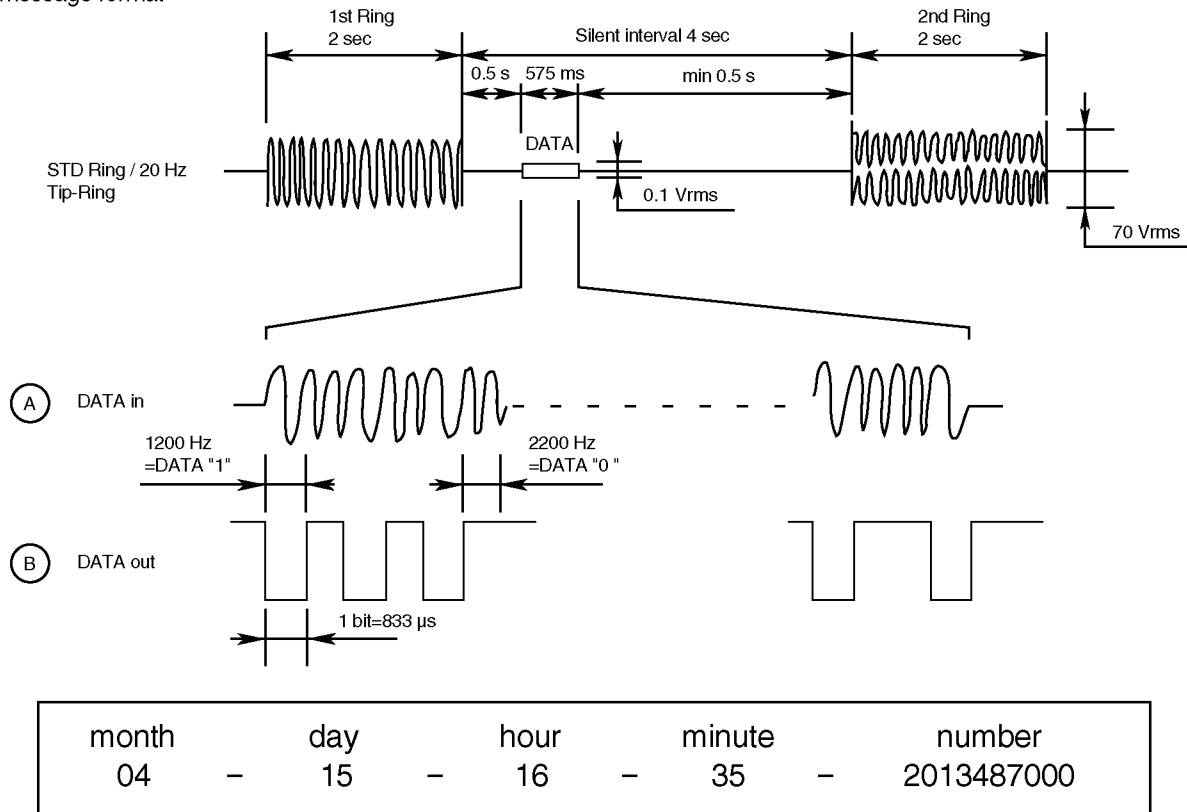 message format
1st Ring
2 sec
Silent interval 4 sec
2nd Ring
2 sec
0.5 s
575 ms
min 0.5 s
STD Ring / 20 Hz
Tip-Ring
DATA
0.1 Vrms
70 Vrms
A DATA in
1200 Hz
=DATA "1"
2200 Hz
=DATA "0 "
B DATA out
1 bit=833 µs
month day hour minute number
04 – 15 – 16 – 35 – 2013487000